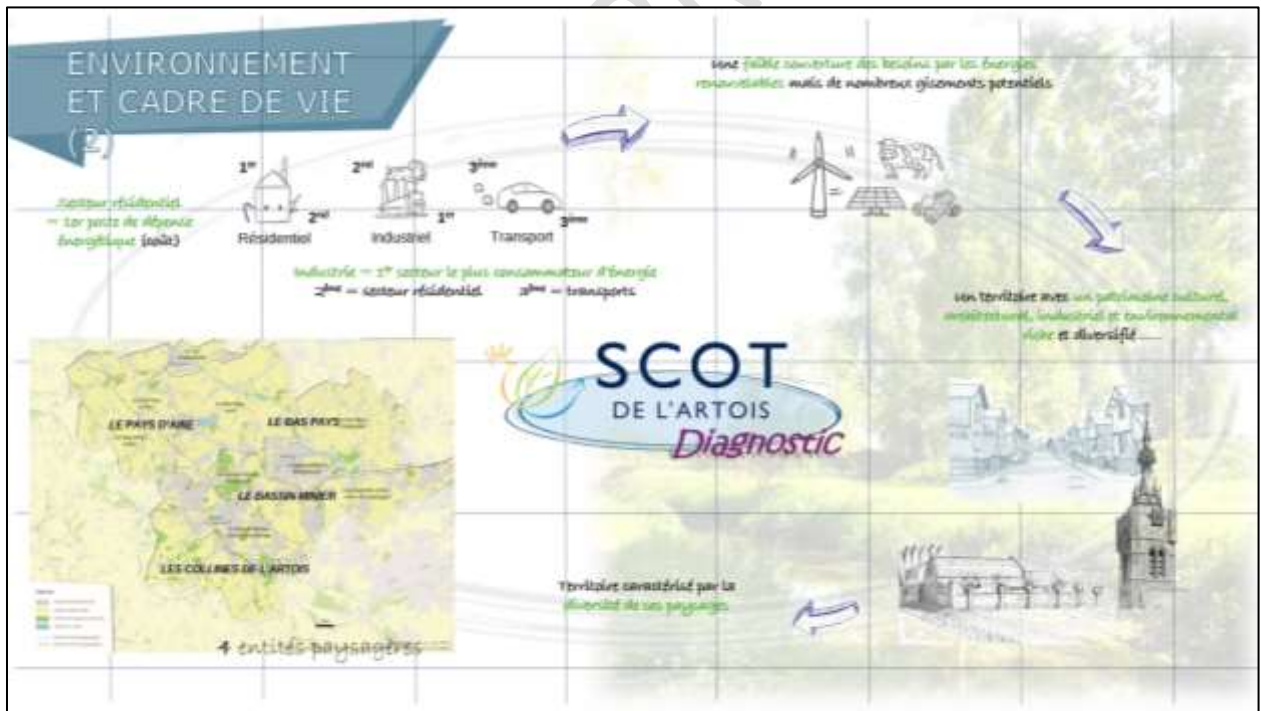 ENVIRONNEMENT
ET CADRE DE VIE
(2)
Une faible couverture des besoins par les énergies
renouvelables mais de nombreux gisements potentiels
1er
2nd
3ème
Secteur résidentiel
= 1er poste de dépense
énergétique (coût)
2nd
1er
3ème
Résidentiel
Industriel
Transport
Industrie = 1er secteur le plus consommateur d'énergie
2ème = secteur résidentiel 3ème = transports
Un territoire avec un patrimoine culturel,
architectural, industriel et environnemental
riche et diversifié......
SCOT
DE L'ARTOIS
Diagnostic
LE PAYS D'AIRE
LE BAS PAYS
LE BASSIN MINIER
LES COLLINES DE L'ARTOIS
4 entités paysagères
Territoire caractérisé par la
diversité de ses paysages